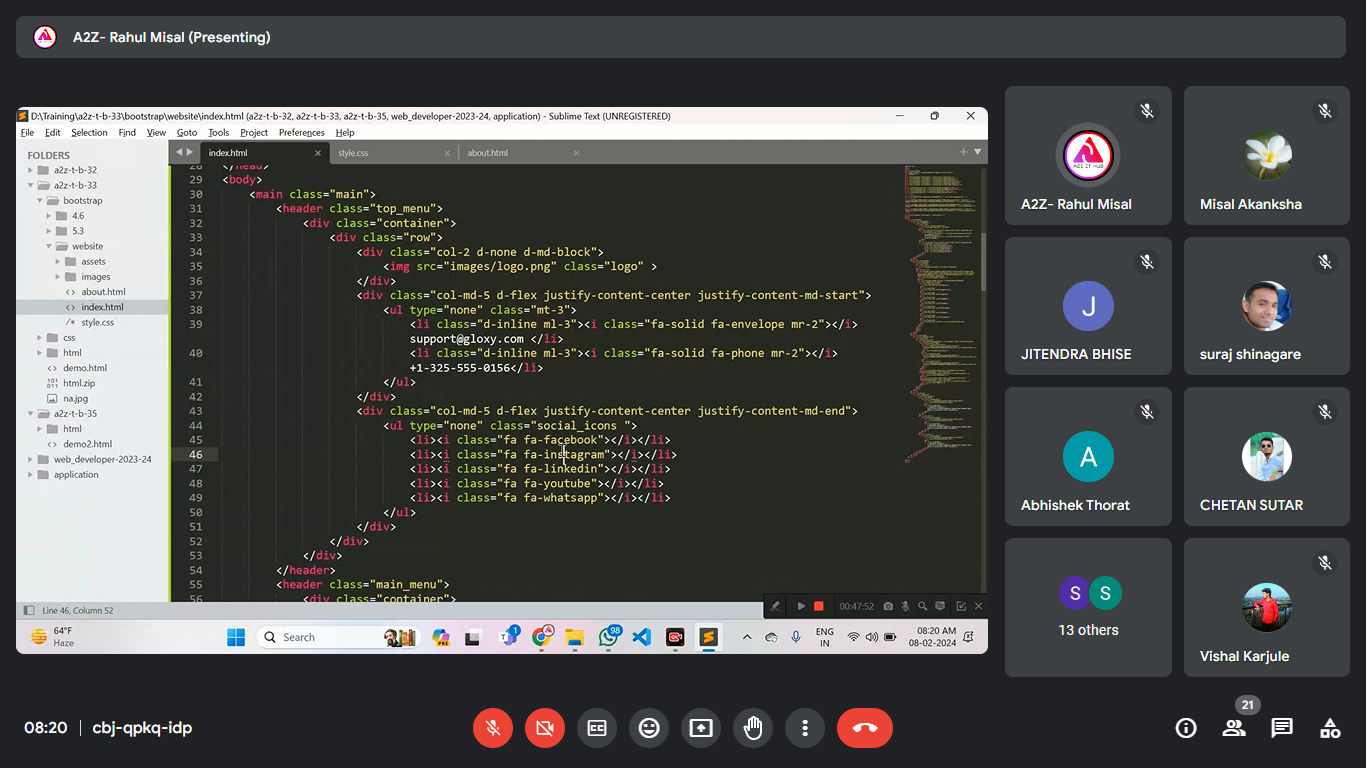 A2Z- Rahul Misal (Presenting)
D:\Training\a2z-t-b-33\bootstrap\website\index.html (a2z-t-b-32, a2z-t-b-33, a2z-t-b-35, web_developer-2023-24, application) - Sublime Text (UNREGISTERED)
File Edit Selection Find View Goto Tools Project Preferences Help
FOLDERS
a2z-t-b-32
a2z-t-b-33
bootstrap
4.6
5.3
website
assets
images
about.html
index.html
style.css
css
html
demo.html
html.zip
na.jpg
a2z-t-b-35
html
demo2.html
web_developer-2023-24
application
index.html style.css about.html
28 </head>
29 <body>
30 <main class="main">
31 <header class="top_menu">
32 <div class="container">
33 <div class="row">
34 <div class="col-2 d-none d-md-block">
35 <img src="images/logo.png" class="logo" >
36 </div>
37 <div class="col-md-5 d-flex justify-content-center justify-content-md-start">
38 <ul type="none" class="mt-3">
39 <li class="d-inline ml-3"><i class="fa-solid fa-envelope mr-2"></i>
support@gloxy.com </li>
40 <li class="d-inline ml-3"><i class="fa-solid fa-phone mr-2"></i>
+1-325-555-0156</li>
41 </ul>
42 </div>
43 <div class="col-md-5 d-flex justify-content-center justify-content-md-end">
44 <ul type="none" class="social_icons ">
45 <li><i class="fa fa-facebook"></i></li>
46 <li><i class="fa fa-instagram"></i></li>
47 <li><i class="fa fa-linkedin"></i></li>
48 <li><i class="fa fa-youtube"></i></li>
49 <li><i class="fa fa-whatsapp"></i></li>
50 </ul>
51 </div>
52 </div>
53 </div>
54 </header>
55 <header class="main_menu">
56 <div class="container">
Line 46, Column 52
00:47:52
64°F
Haze
Search
PRE
1
98
ENG
IN
08:20 AM
08-02-2024
A2Z IT HUB
A2Z- Rahul Misal
Misal Akanksha
J
JITENDRA BHISE
suraj shinagare
A
Abhishek Thorat
CHETAN SUTAR
S S
13 others
Vishal Karjule
08:20 | cbj-qpkq-idp
21